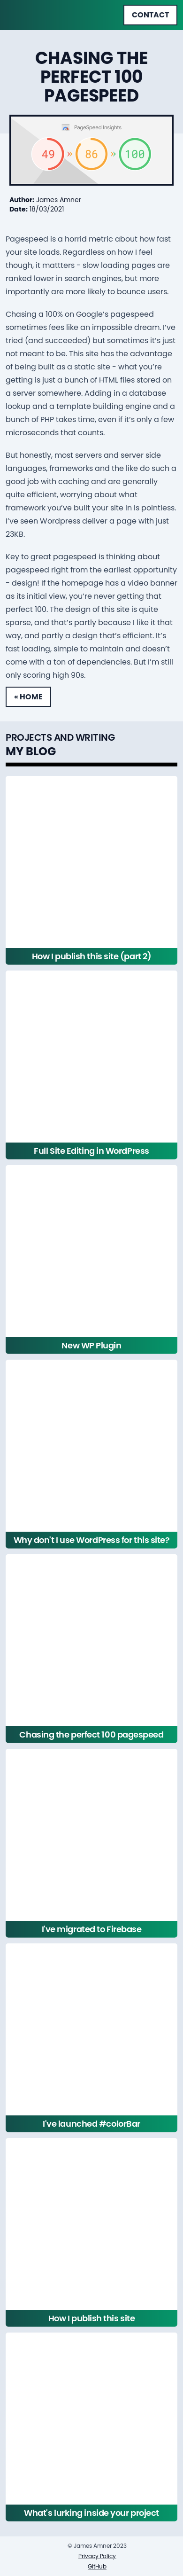 CONTACT
CHASING THE
PERFECT 100
PAGESPEED
PageSpeed Insights
49 » 86 » 100
Author: James Amner
Date: 18/03/2021
Pagespeed is a horrid metric about how fast
your site loads. Regardless on how I feel
though, it mattters - slow loading pages are
ranked lower in search engines, but more
importantly are more likely to bounce users.
Chasing a 100% on Google's pagespeed
sometimes fees like an impossible dream. I've
tried (and succeeded) but sometimes it's just
not meant to be. This site has the advantage
of being built as a static site - what you're
getting is just a bunch of HTML files stored on
a server somewhere. Adding in a database
lookup and a template building engine and a
bunch of PHP takes time, even if it's only a few
microseconds that counts.
But honestly, most servers and server side
languages, frameworks and the like do such a
good job with caching and are generally
quite efficient, worrying about what
framework you've built your site in is pointless.
I've seen Wordpress deliver a page with just
23KB.
Key to great pagespeed is thinking about
pagespeed right from the earliest opportunity
- design! If the homepage has a video banner
as its initial view, you're never getting that
perfect 100. The design of this site is quite
sparse, and that's partly because I like it that
way, and partly a design that's efficient. It's
fast loading, simple to maintain and doesn't
come with a ton of dependencies. But I'm still
only scoring high 90s.
« HOME
PROJECTS AND WRITING
MY BLOG
How I publish this site (part 2)
Full Site Editing in WordPress
New WP Plugin
Why don't I use WordPress for this site?
Chasing the perfect 100 pagespeed
I've migrated to Firebase
I've launched #colorBar
How I publish this site
What's lurking inside your project
© James Amner 2023
Privacy Policy
GitHub